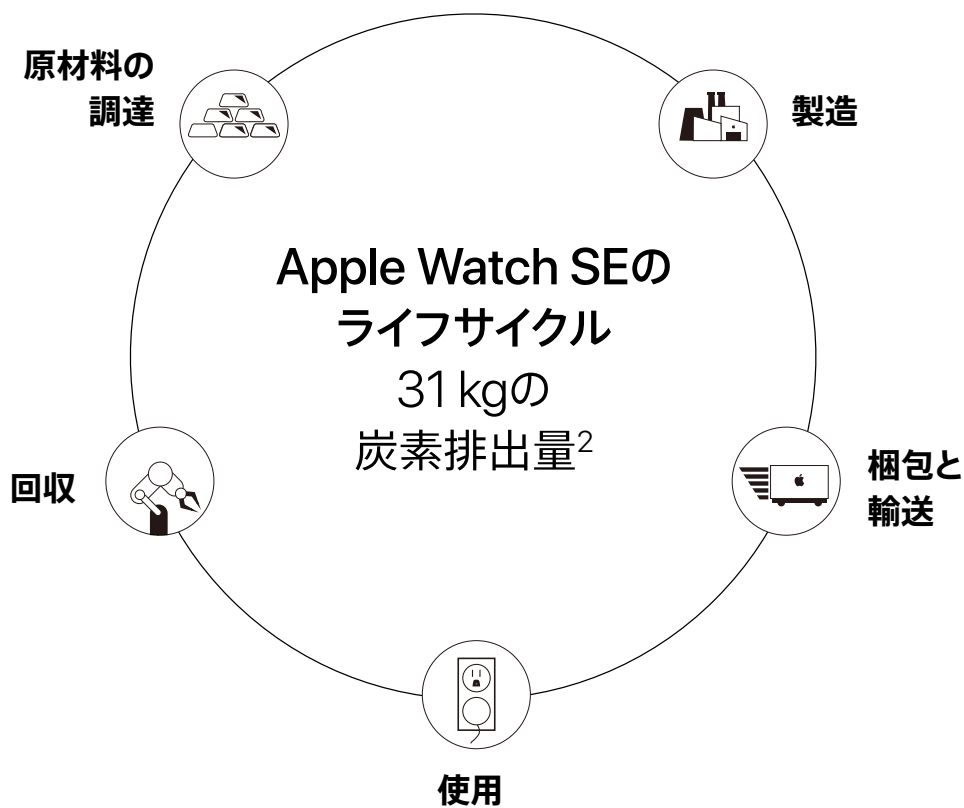 原材料の
調達
製造
Apple Watch SEの
ライフサイクル
31 kgの
炭素排出量2
回収
梱包と
輸送
使用